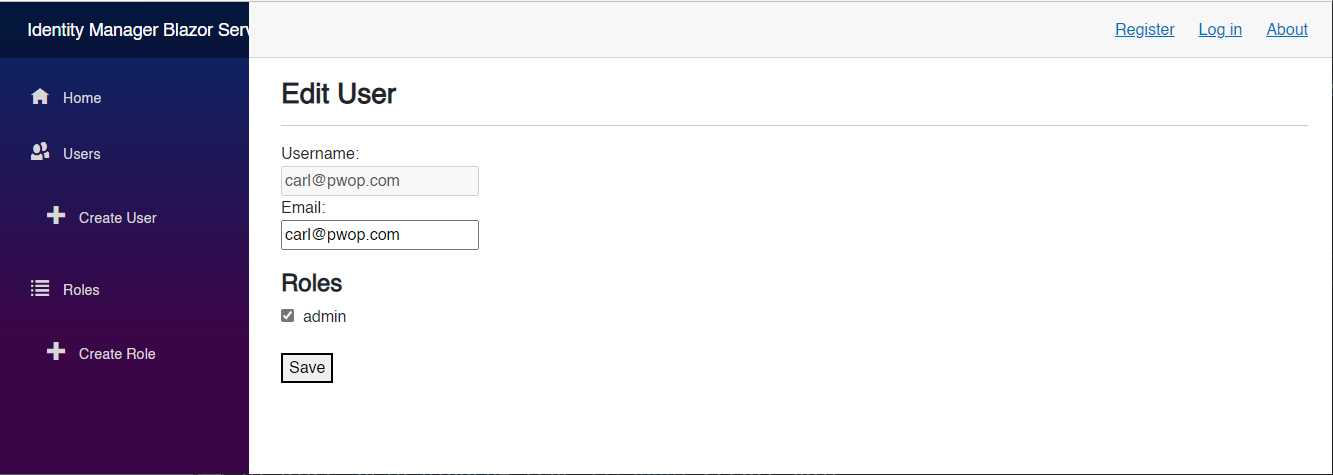 Identity Manager Blazor Serv
Register Log in About
Home
Users
Create User
Roles
Create Role
Edit User
Username:
carl@pwop.com
Email:
carl@pwop.com
Roles
admin
Save